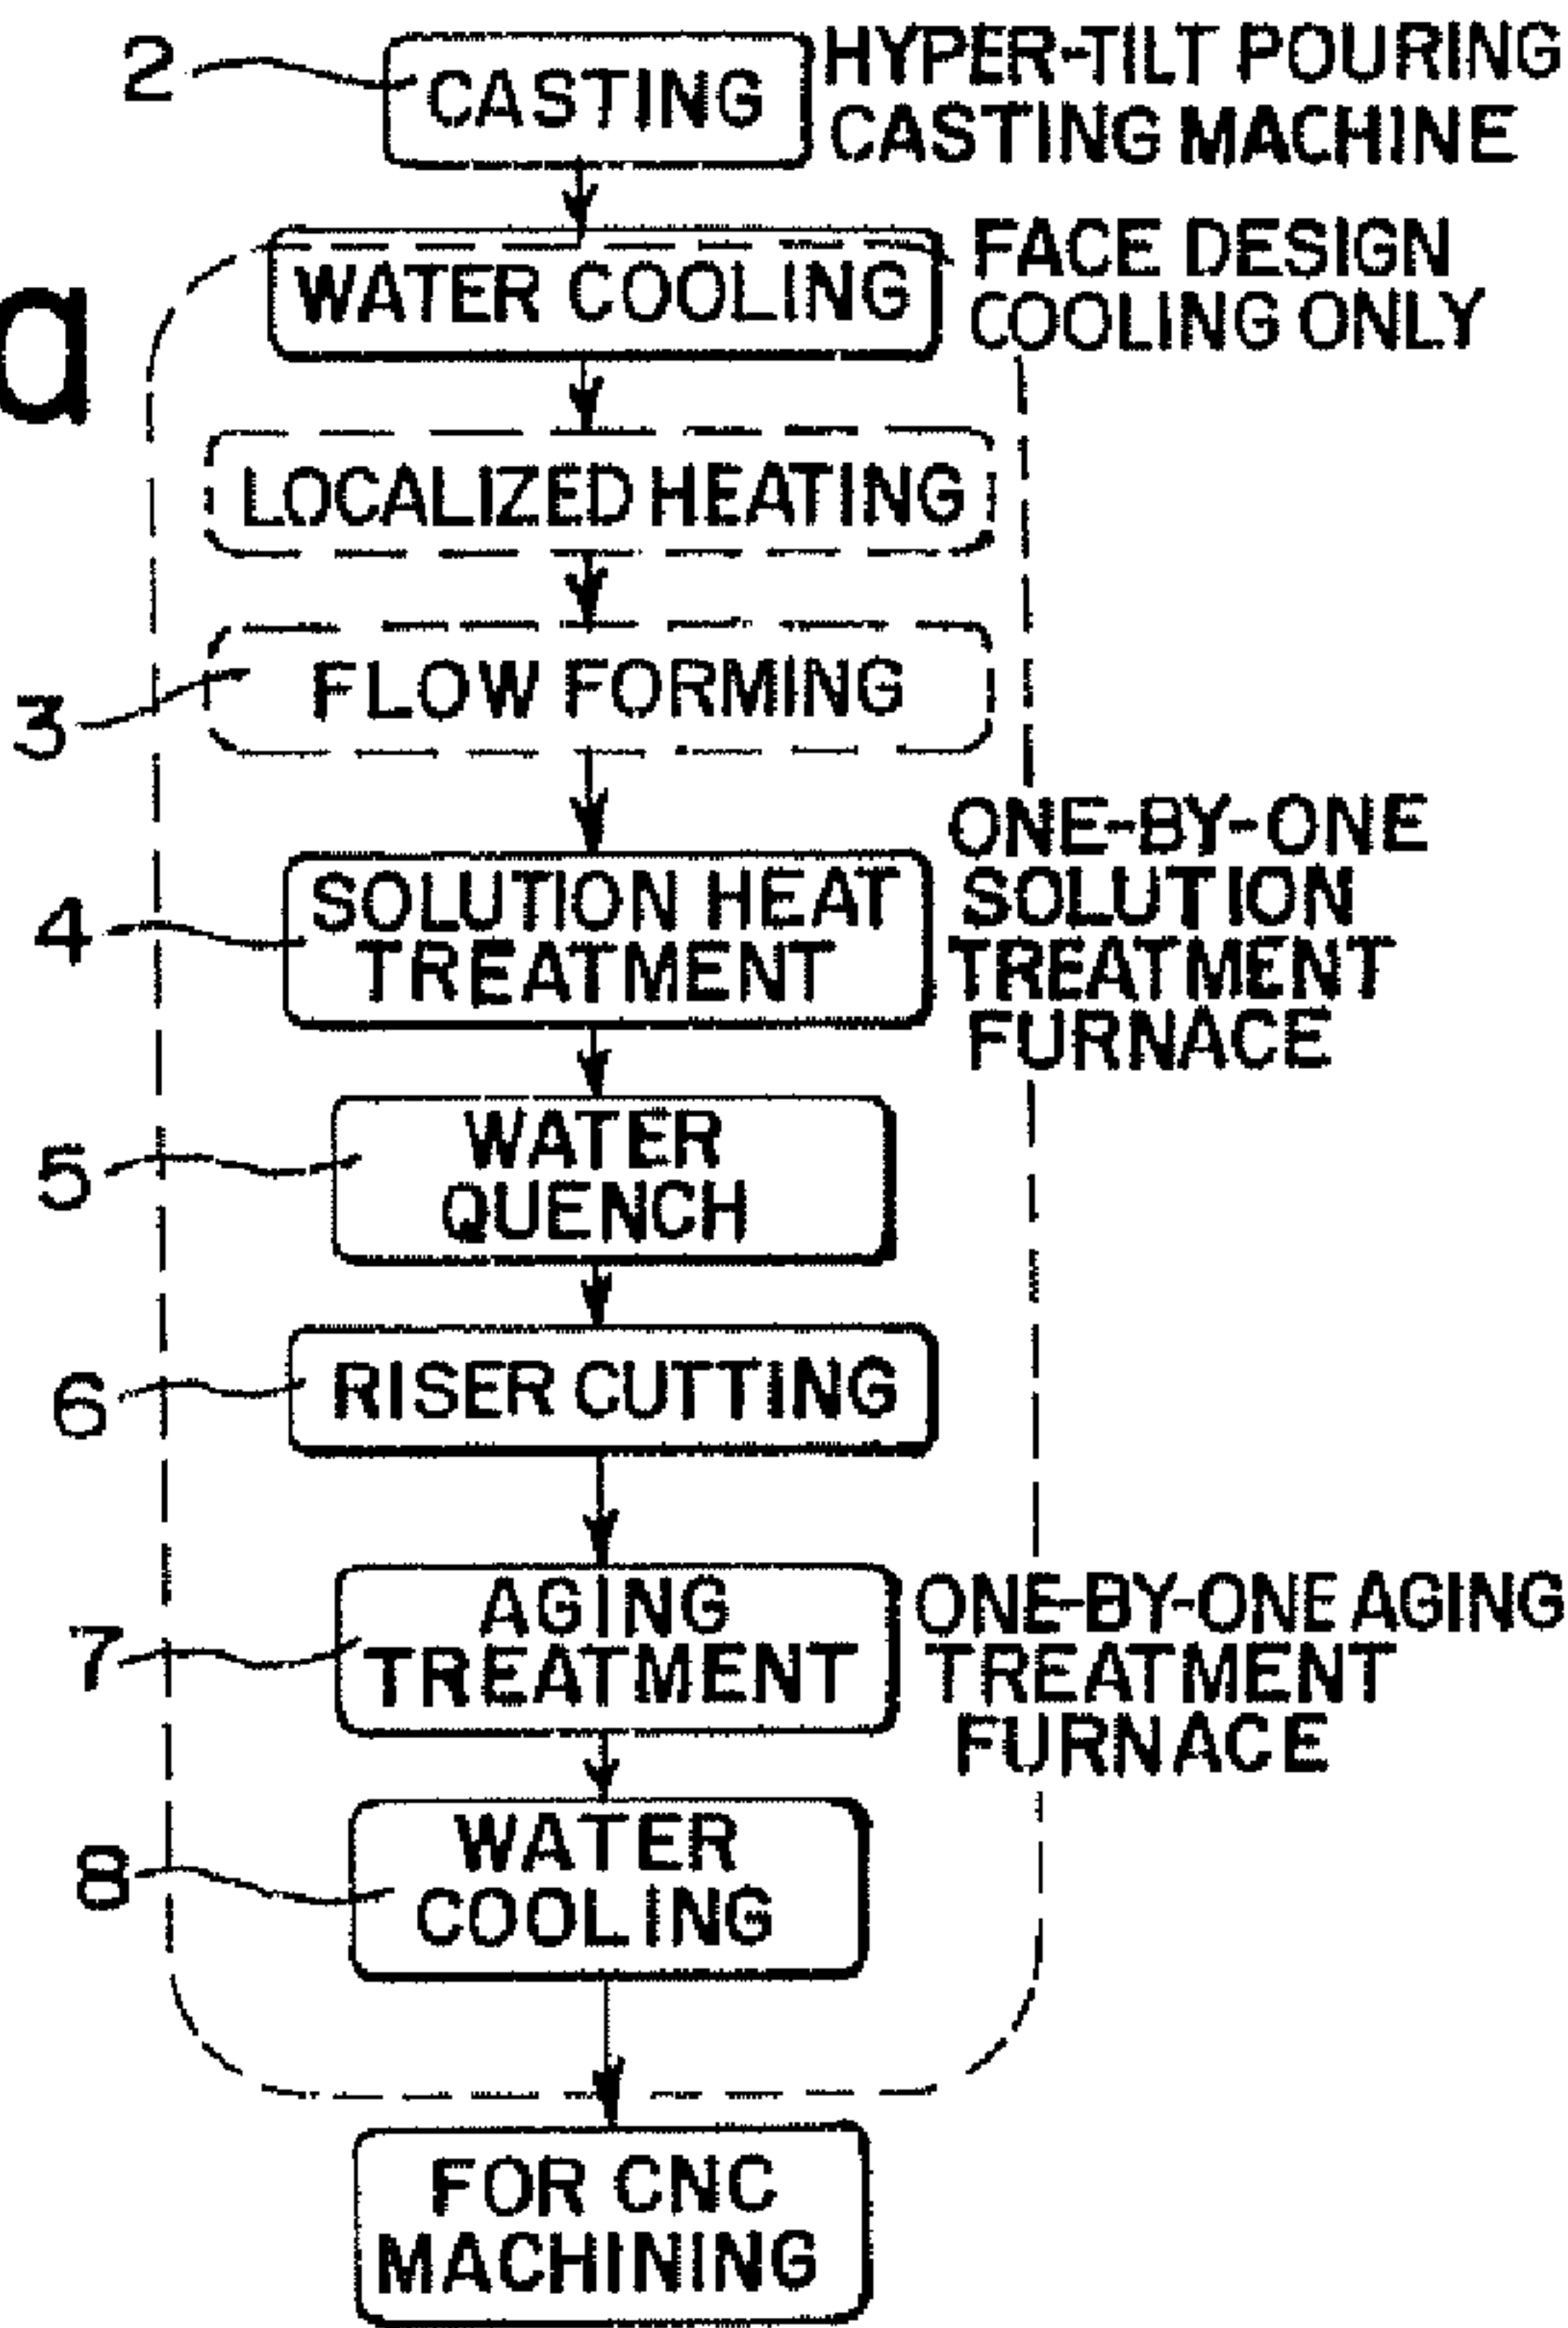 2
CASTING
HYPER-TILT POURING
CASTING MACHINE
a
WATER COOLING
FACE DESIGN
COOLING ONLY
LOCALIZED HEATING
3
FLOW FORMING
4
SOLUTION HEAT
TREATMENT
ONE-BY-ONE
SOLUTION
TREATMENT
FURNACE
5
WATER
QUENCH
6
RISER CUTTING
7
AGING
TREATMENT
ONE-BY-ONE AGING
TREATMENT
FURNACE
8
WATER
COOLING
FOR CNC
MACHINING